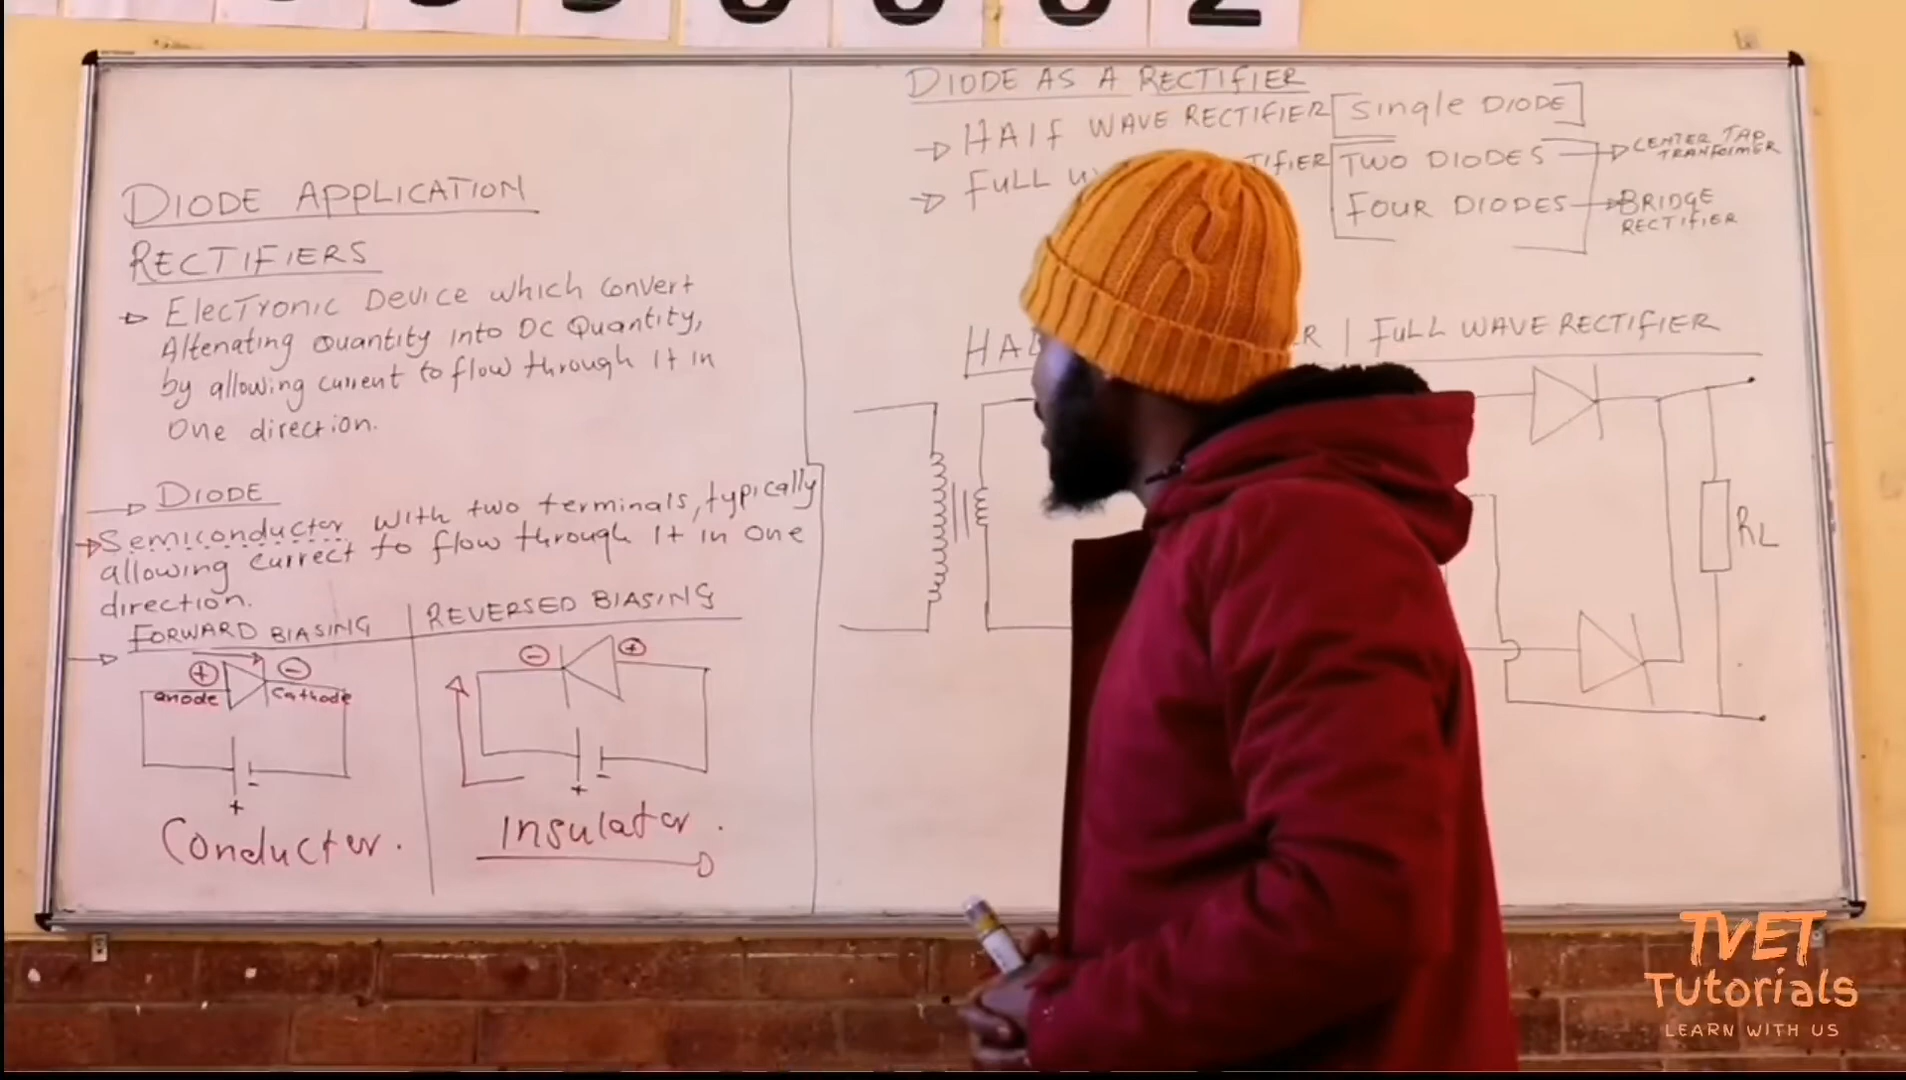 DIODE APPLICATION
RECTIFIERS
Electronic Device which convert
Altenating Quantity into DC Quantity,
by allowing current to flow through it in
One direction.
DIODE
Semiconductor with two terminals, typically
allowing currect to flow through it in one
direction.
FORWARD BIASING
REVERSED BIASING
+
-
anode
Cathode
-
+
Conductor.
-
+
-
+
Insulator.
DIODE AS A RECTIFIER
HAlf WAVE RECTIFIER [Single DIODE]
FULL
TIFIER
TWO DIODES
CENTER TAP
TRANFORMER
FOUR DIODES
BRIDGE
RECTIFIER
R | FULL WAVE RECTIFIER
RL
TVET
Tutorials
LEARN WITH US